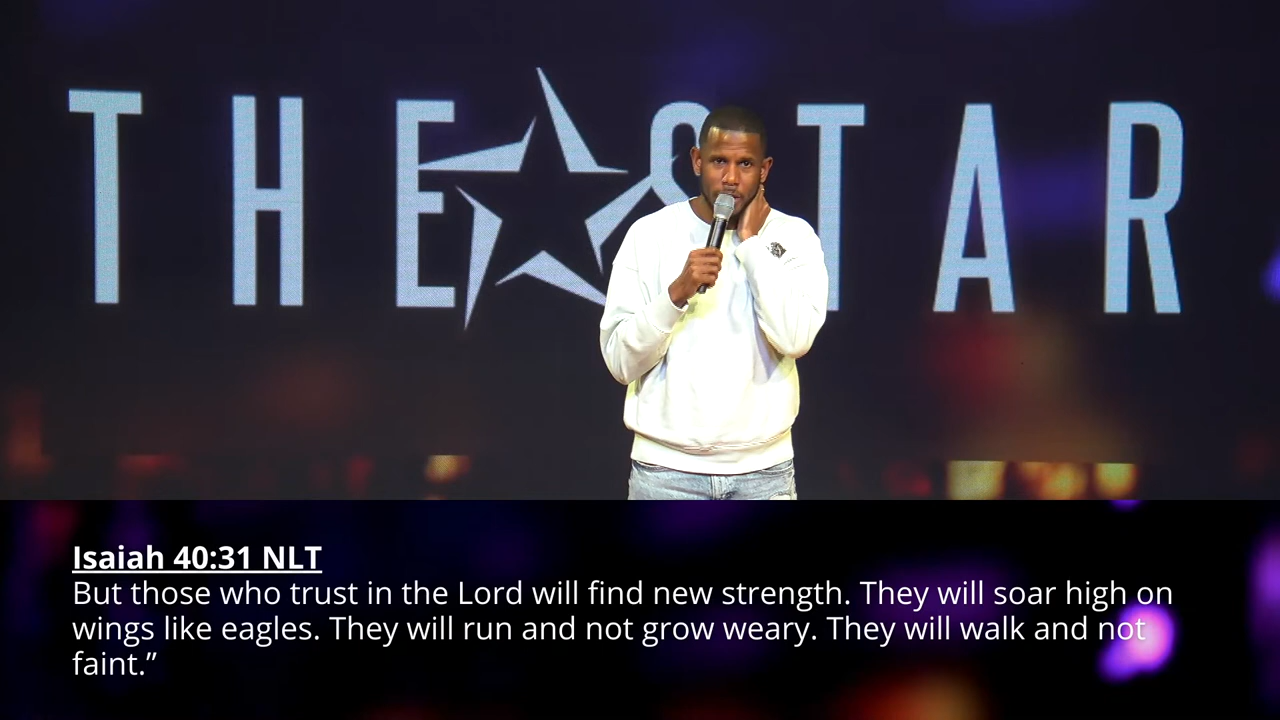 THE STAR
Isaiah 40:31 NLT
But those who trust in the Lord will find new strength. They will soar high on
wings like eagles. They will run and not grow weary. They will walk and not
faint.”